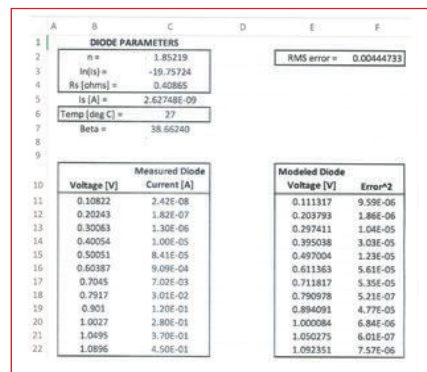 A B C D E F
1 DIODE PARAMETERS
2 n = 1.85219 RMS error = 0.00444733
3 ln(Is) = -19.75724
4 Rs [ohms] = 0.40865
5 Is [A] = 2.62748E-09
6 Temp [deg C] = 27
7 Beta = 38.66240
8
9
Measured Diode Modeled Diode
10 Voltage [V] Current [A] Voltage [V] Error^2
11 0.10822 2.42E-08 0.111317 9.59E-06
12 0.20243 1.82E-07 0.203793 1.86E-06
13 0.30063 1.30E-06 0.297411 1.04E-05
14 0.40054 1.00E-05 0.395038 3.03E-05
15 0.50051 8.41E-05 0.497004 1.23E-05
16 0.60387 9.09E-04 0.611363 5.61E-05
17 0.7045 7.02E-03 0.711817 5.35E-05
18 0.7917 3.01E-02 0.790978 5.21E-07
19 0.901 1.20E-01 0.894091 4.77E-05
20 1.0027 2.80E-01 1.000084 6.84E-06
21 1.0495 3.70E-01 1.050275 6.01E-07
22 1.0896 4.50E-01 1.092351 7.57E-06